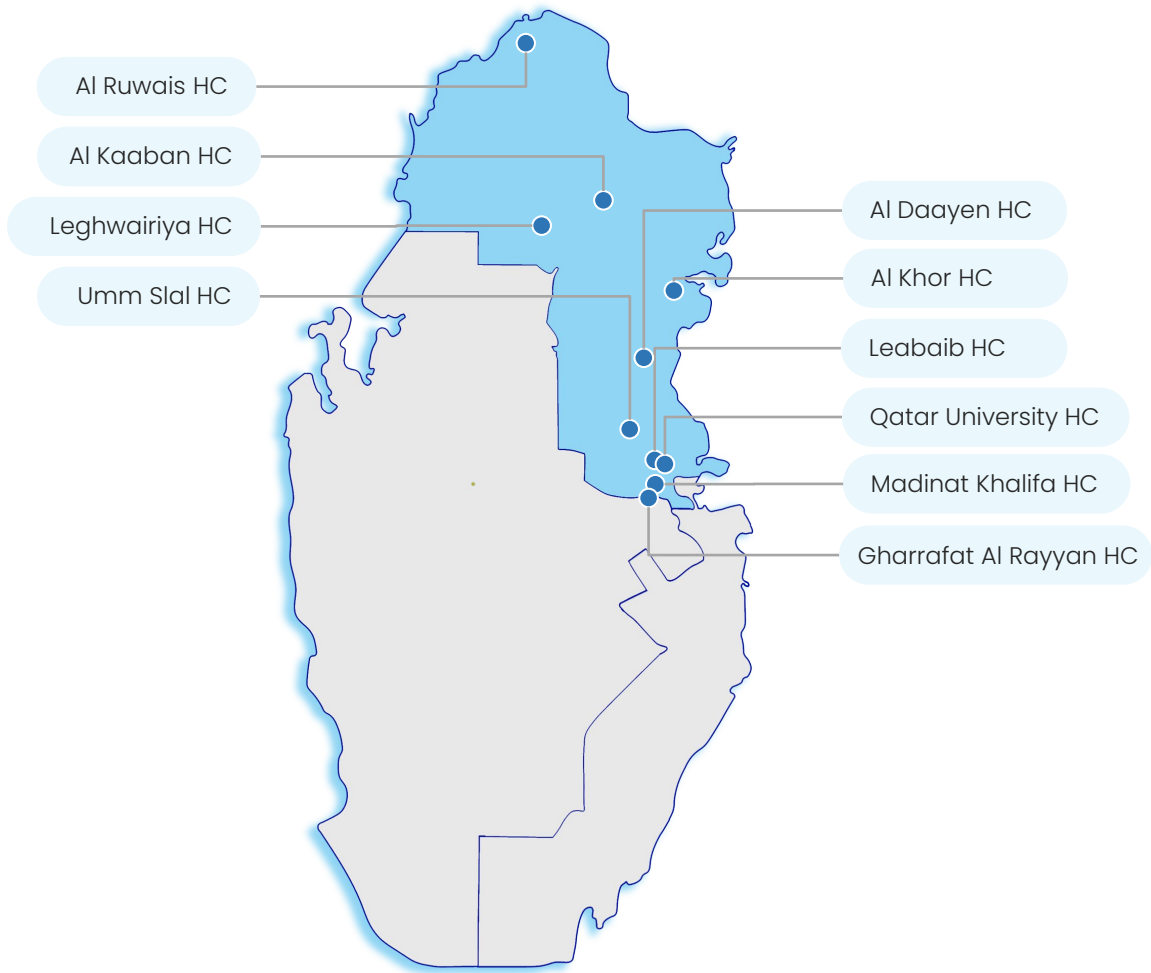 Al Ruwais HC
Al Kaaban HC
Leghwairiya HC
Umm Slal HC
Al Daayen HC
Al Khor HC
Leabaib HC
Qatar University HC
Madinat Khalifa HC
Gharrafat Al Rayyan HC